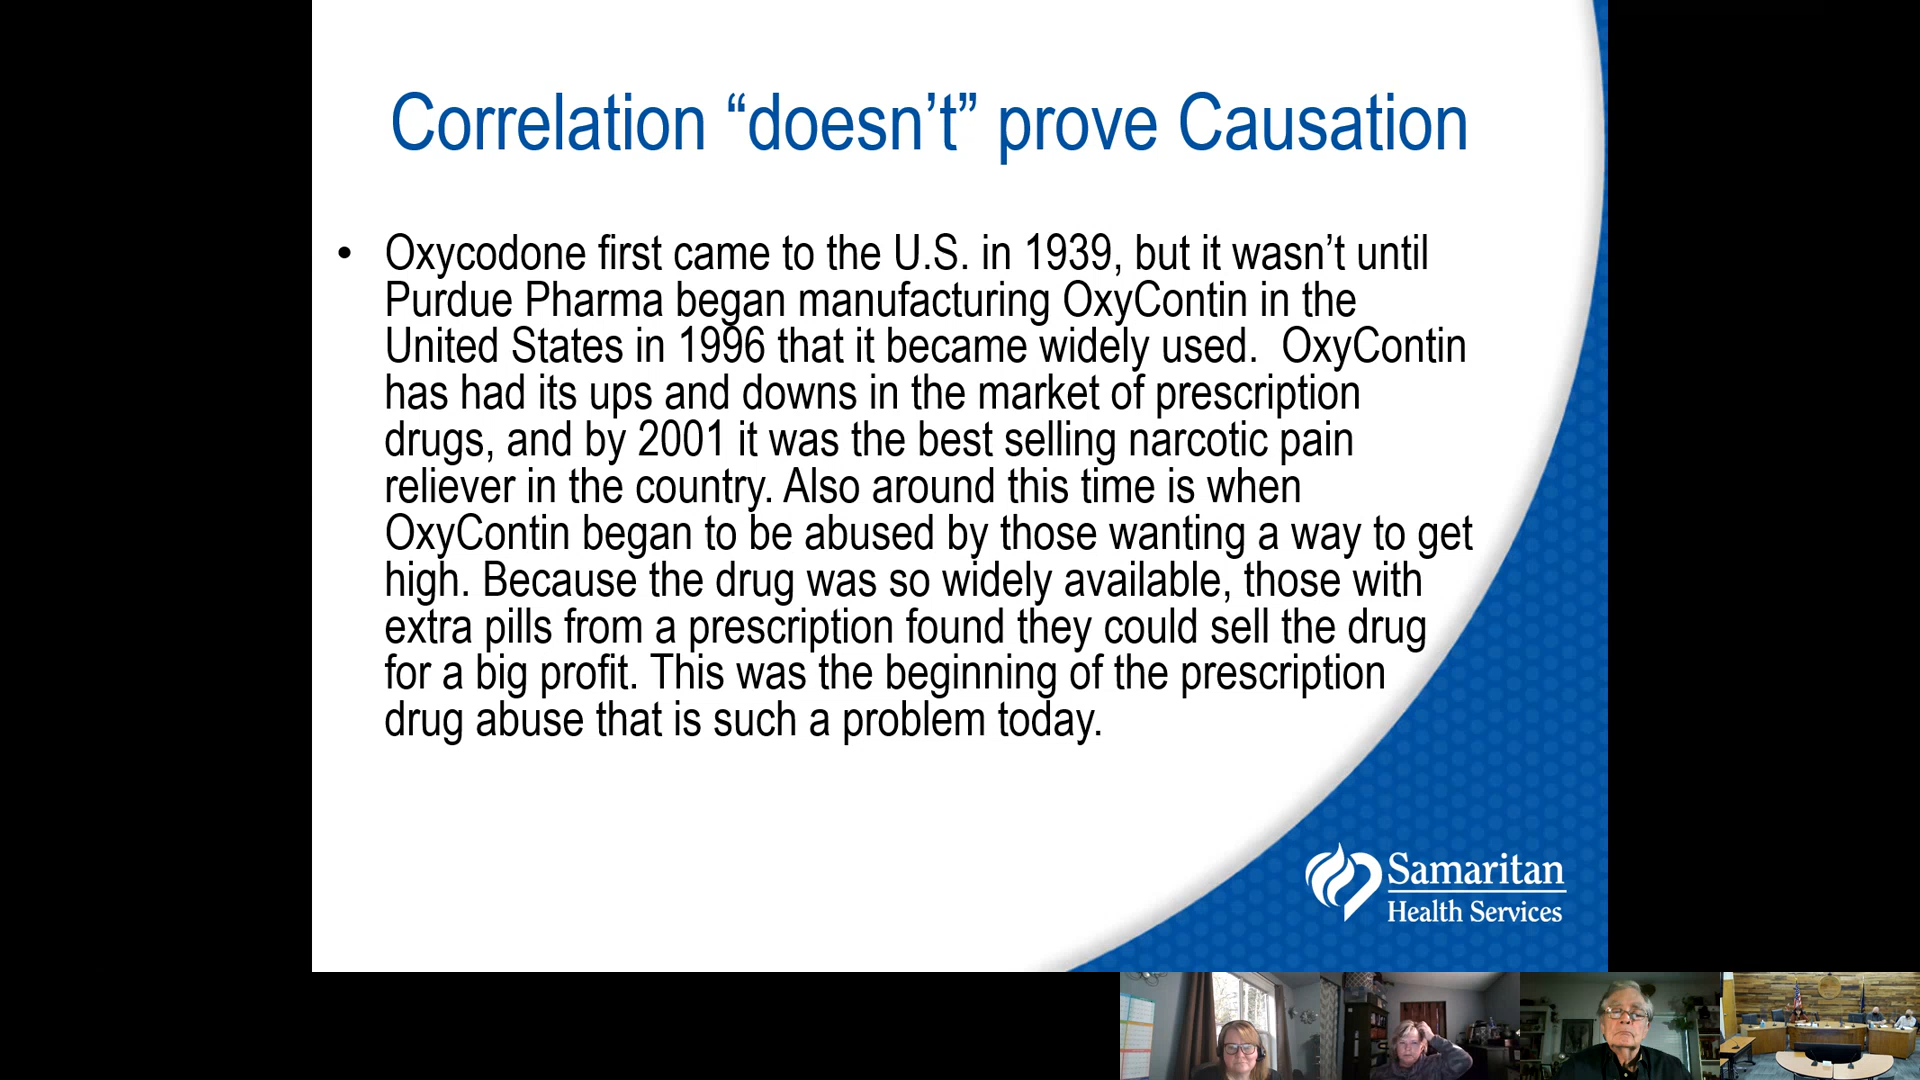 Correlation “doesn’t” prove Causation
• Oxycodone first came to the U.S. in 1939, but it wasn’t until
Purdue Pharma began manufacturing OxyContin in the
United States in 1996 that it became widely used.  OxyContin
has had its ups and downs in the market of prescription
drugs, and by 2001 it was the best selling narcotic pain
reliever in the country. Also around this time is when
OxyContin began to be abused by those wanting a way to get
high. Because the drug was so widely available, those with
extra pills from a prescription found they could sell the drug
for a big profit. This was the beginning of the prescription
drug abuse that is such a problem today.
Samaritan
Health Services